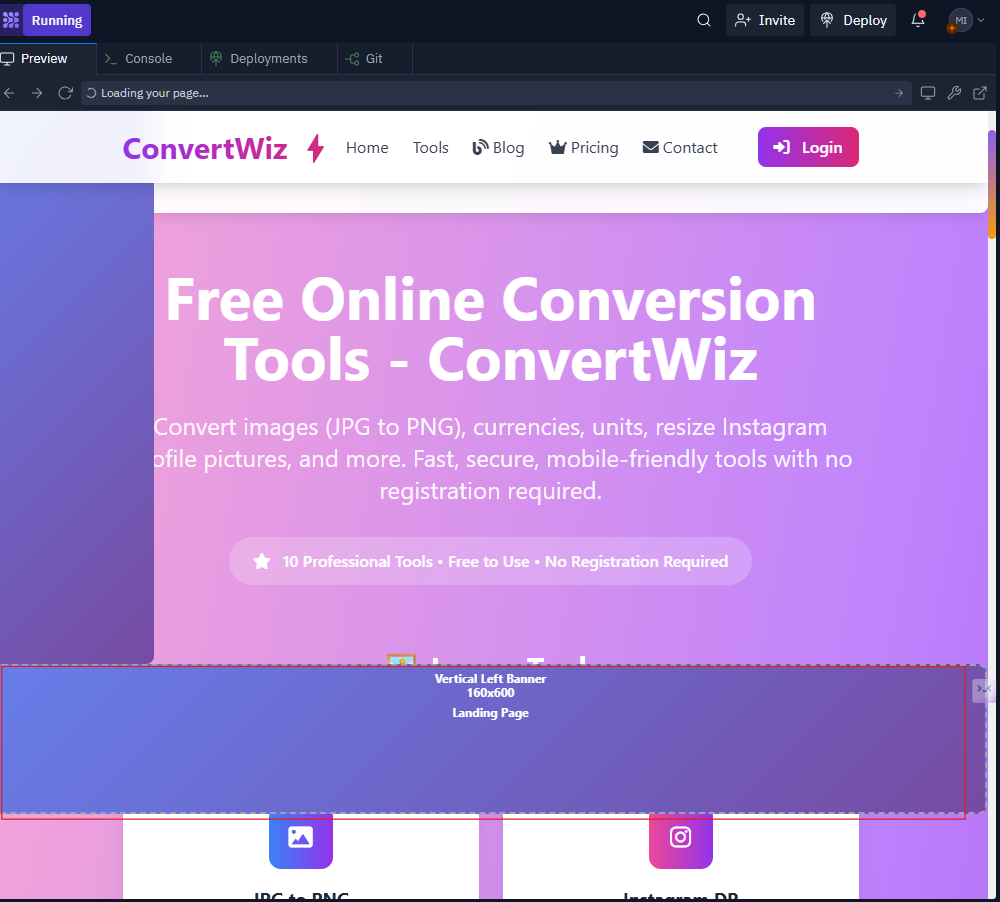 Running
Invite
Deploy
MI
Preview
Console
Deployments
Git
Loading your page...
ConvertWiz
Home
Tools
Blog
Pricing
Contact
Login
Free Online Conversion
Tools - ConvertWiz
Convert images (JPG to PNG), currencies, units, resize Instagram
ofile pictures, and more. Fast, secure, mobile-friendly tools with no
registration required.
10 Professional Tools • Free to Use • No Registration Required
Vertical Left Banner
160x600
Landing Page
JPG to PNG
Instagram DP